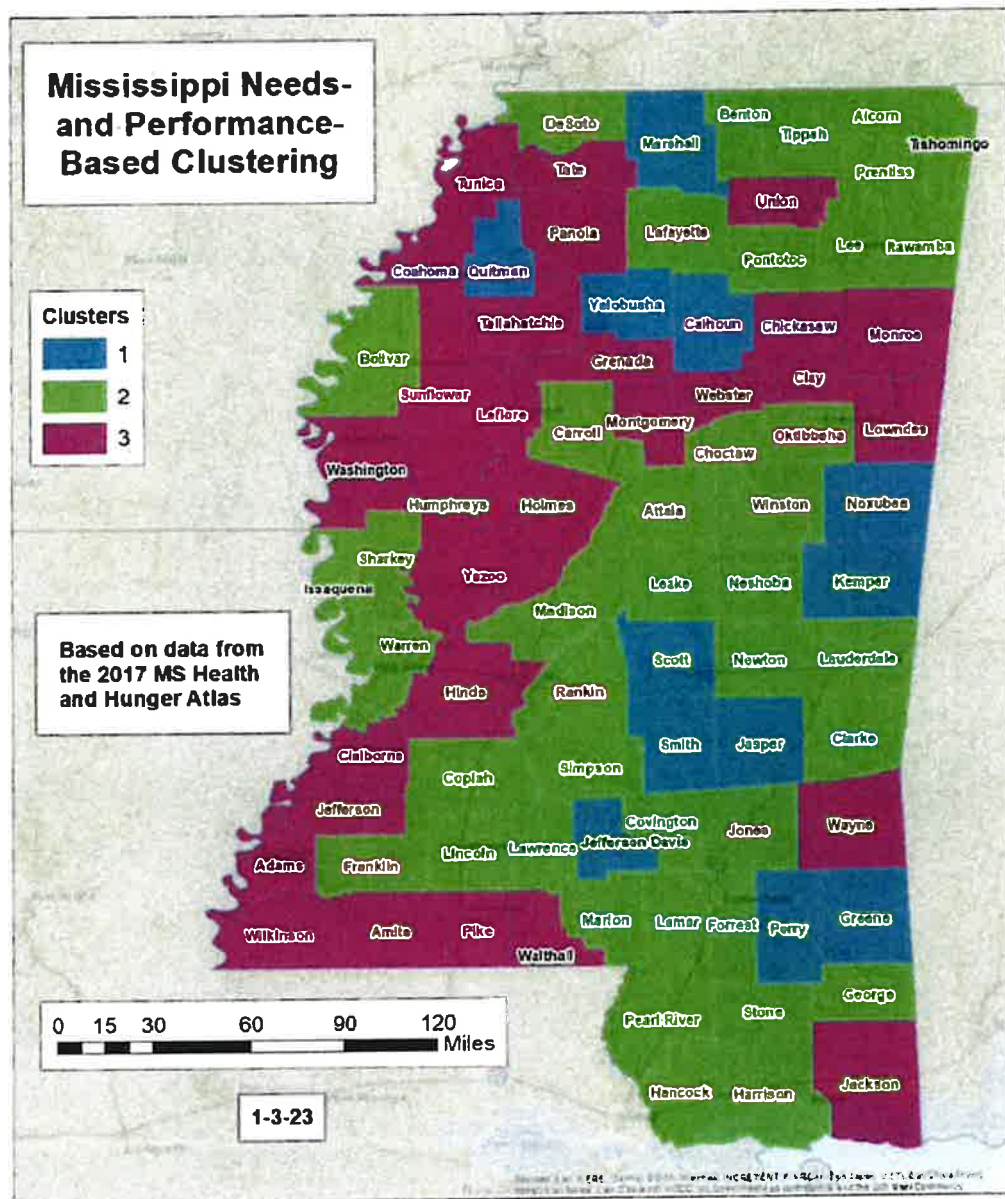 Mississippi Needs-
and Performance-
Based Clustering
DeSoto
Marshall
Benton
Tippah
Alcorn
Tishomingo
Prentiss
Tunica
Tate
Union
Panola
Lafayette
Pontotoc
Lee
Itawamba
Coahoma
Quitman
Yalobusha
Calhoun
Chickasaw
Monroe
Clusters
1
2
3
Tallahatchie
Bolivar
Grenada
Clay
Sunflower
Leflore
Webster
Montgomery
Carroll
Choctaw
Oktibbeha
Lowndes
Washington
Humphreys
Holmes
Attala
Winston
Noxubee
Sharkey
Issaquena
Yazoo
Leake
Neshoba
Kemper
Madison
Warren
Based on data from
the 2017 MS Health
and Hunger Atlas
Scott
Newton
Lauderdale
Hinds
Rankin
Smith
Jasper
Clarke
Claiborne
Copiah
Simpson
Jefferson
Covington
Jones
Wayne
Lawrence
Jefferson Davis
Adams
Franklin
Lincoln
Wilkinson
Amite
Pike
Walthall
Marion
Lamar
Forrest
Perry
Greene
George
Pearl River
Stone
0 15 30 60 90 120
Miles
Hancock
Harrison
Jackson
1-3-23